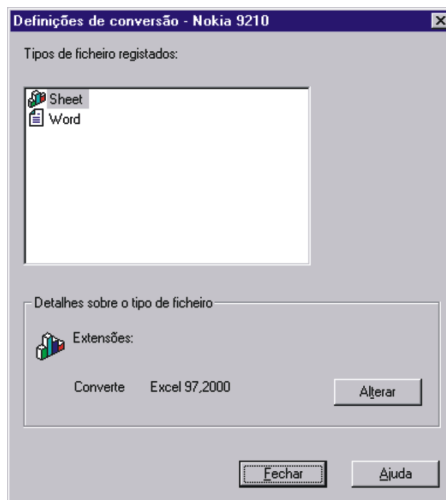 Definições de conversão - Nokia 9210
Tipos de ficheiro registados:
Sheet
Word
Detalhes sobre o tipo de ficheiro
Extensões:
Converte Excel 97,2000
Alterar
Fechar Ajuda